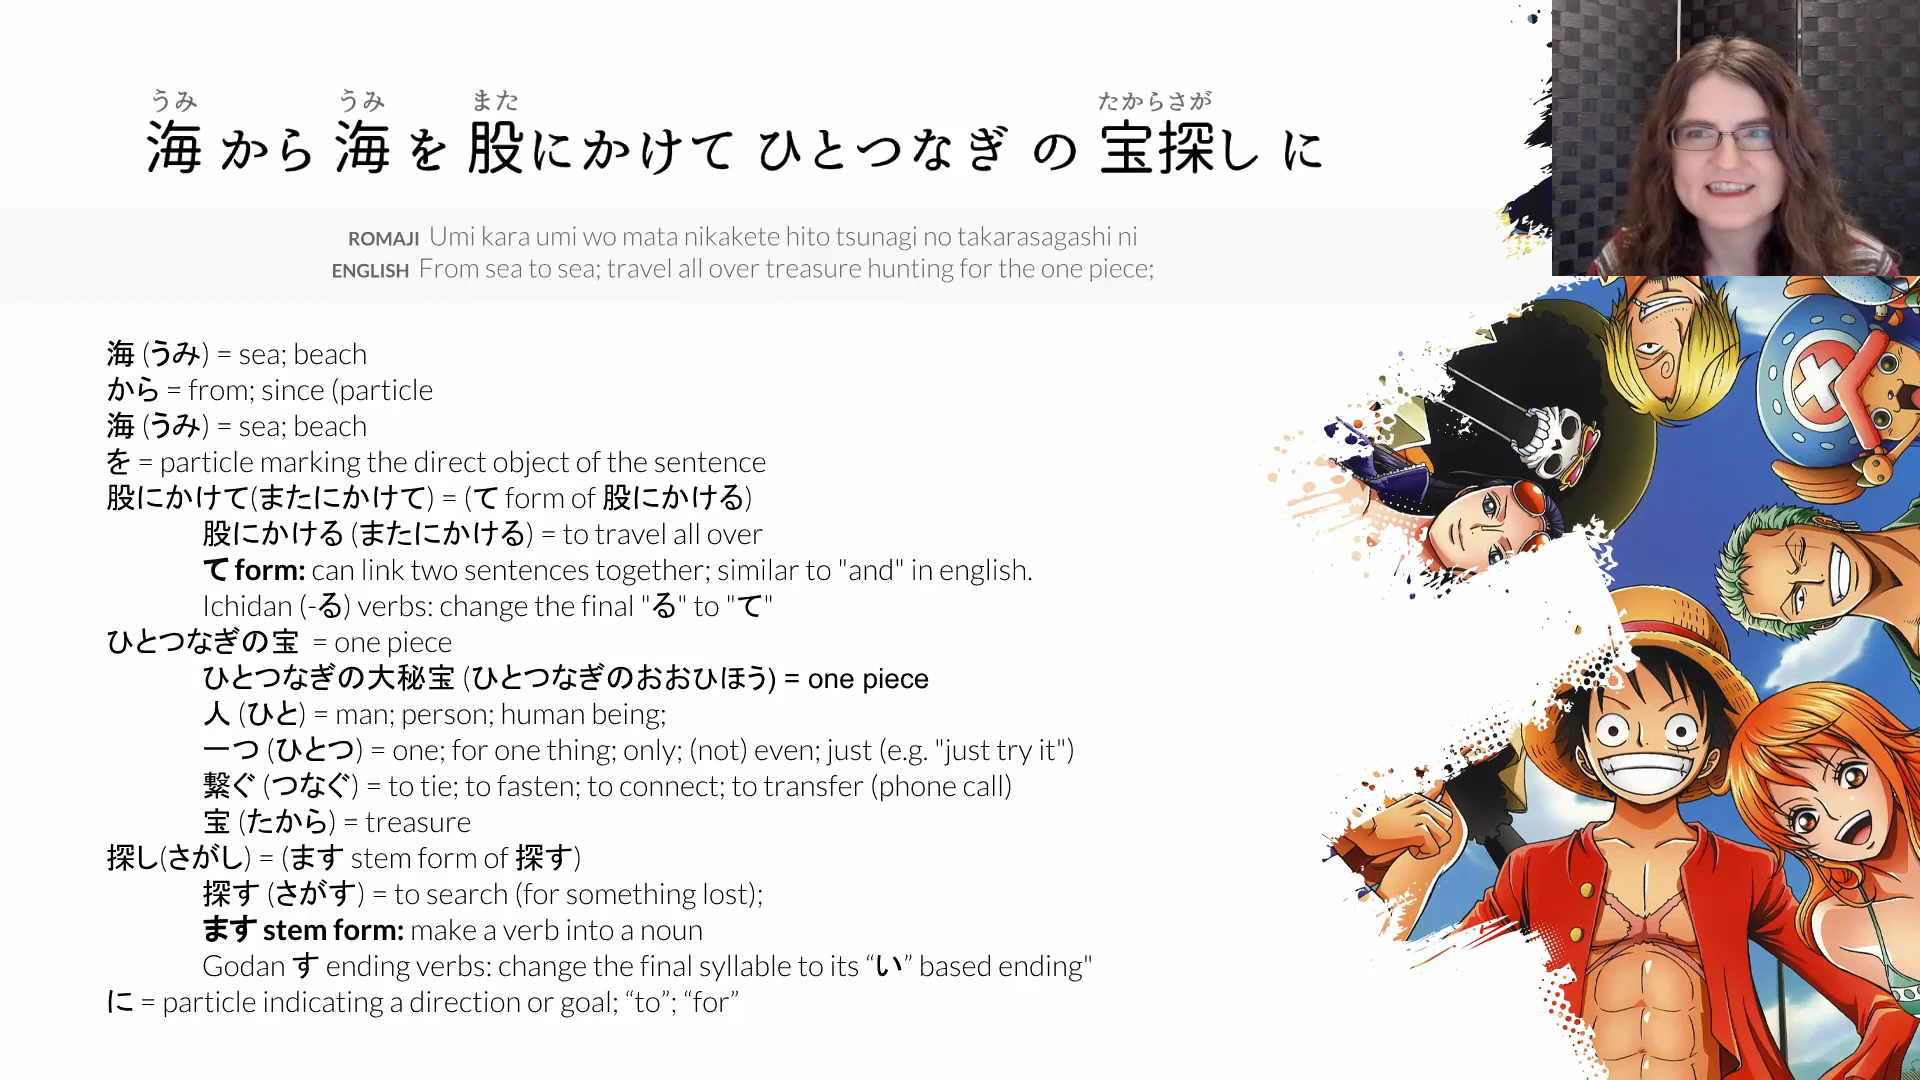 うみ うみ また たからさが
海 から 海 を 股にかけて ひとつなぎ の 宝探し に
ROMAJI Umi kara umi wo mata nikakete hito tsunagi no takarasagashi ni
ENGLISH From sea to sea; travel all over treasure hunting for the one piece;
海 (うみ) = sea; beach
から = from; since (particle
海 (うみ) = sea; beach
を = particle marking the direct object of the sentence
股にかけて(またにかけて) = (て form of 股にかける)
股にかける (またにかける) = to travel all over
て form: can link two sentences together; similar to "and" in english.
Ichidan (-る) verbs: change the final "る" to "て"
ひとつなぎの宝 = one piece
ひとつなぎの大秘宝 (ひとつなぎのおおひほう) = one piece
人 (ひと) = man; person; human being;
一つ (ひとつ) = one; for one thing; only; (not) even; just (e.g. "just try it")
繋ぐ (つなぐ) = to tie; to fasten; to connect; to transfer (phone call)
宝 (たから) = treasure
探し(さがし) = (ます stem form of 探す)
探す (さがす) = to search (for something lost);
ます stem form: make a verb into a noun
Godan す ending verbs: change the final syllable to its “い” based ending"
に = particle indicating a direction or goal; “to”; “for”